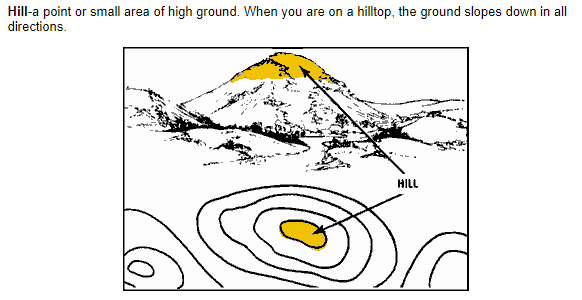 Hill-a point or small area of high ground. When you are on a hilltop, the ground slopes down in all
directions.
HILL